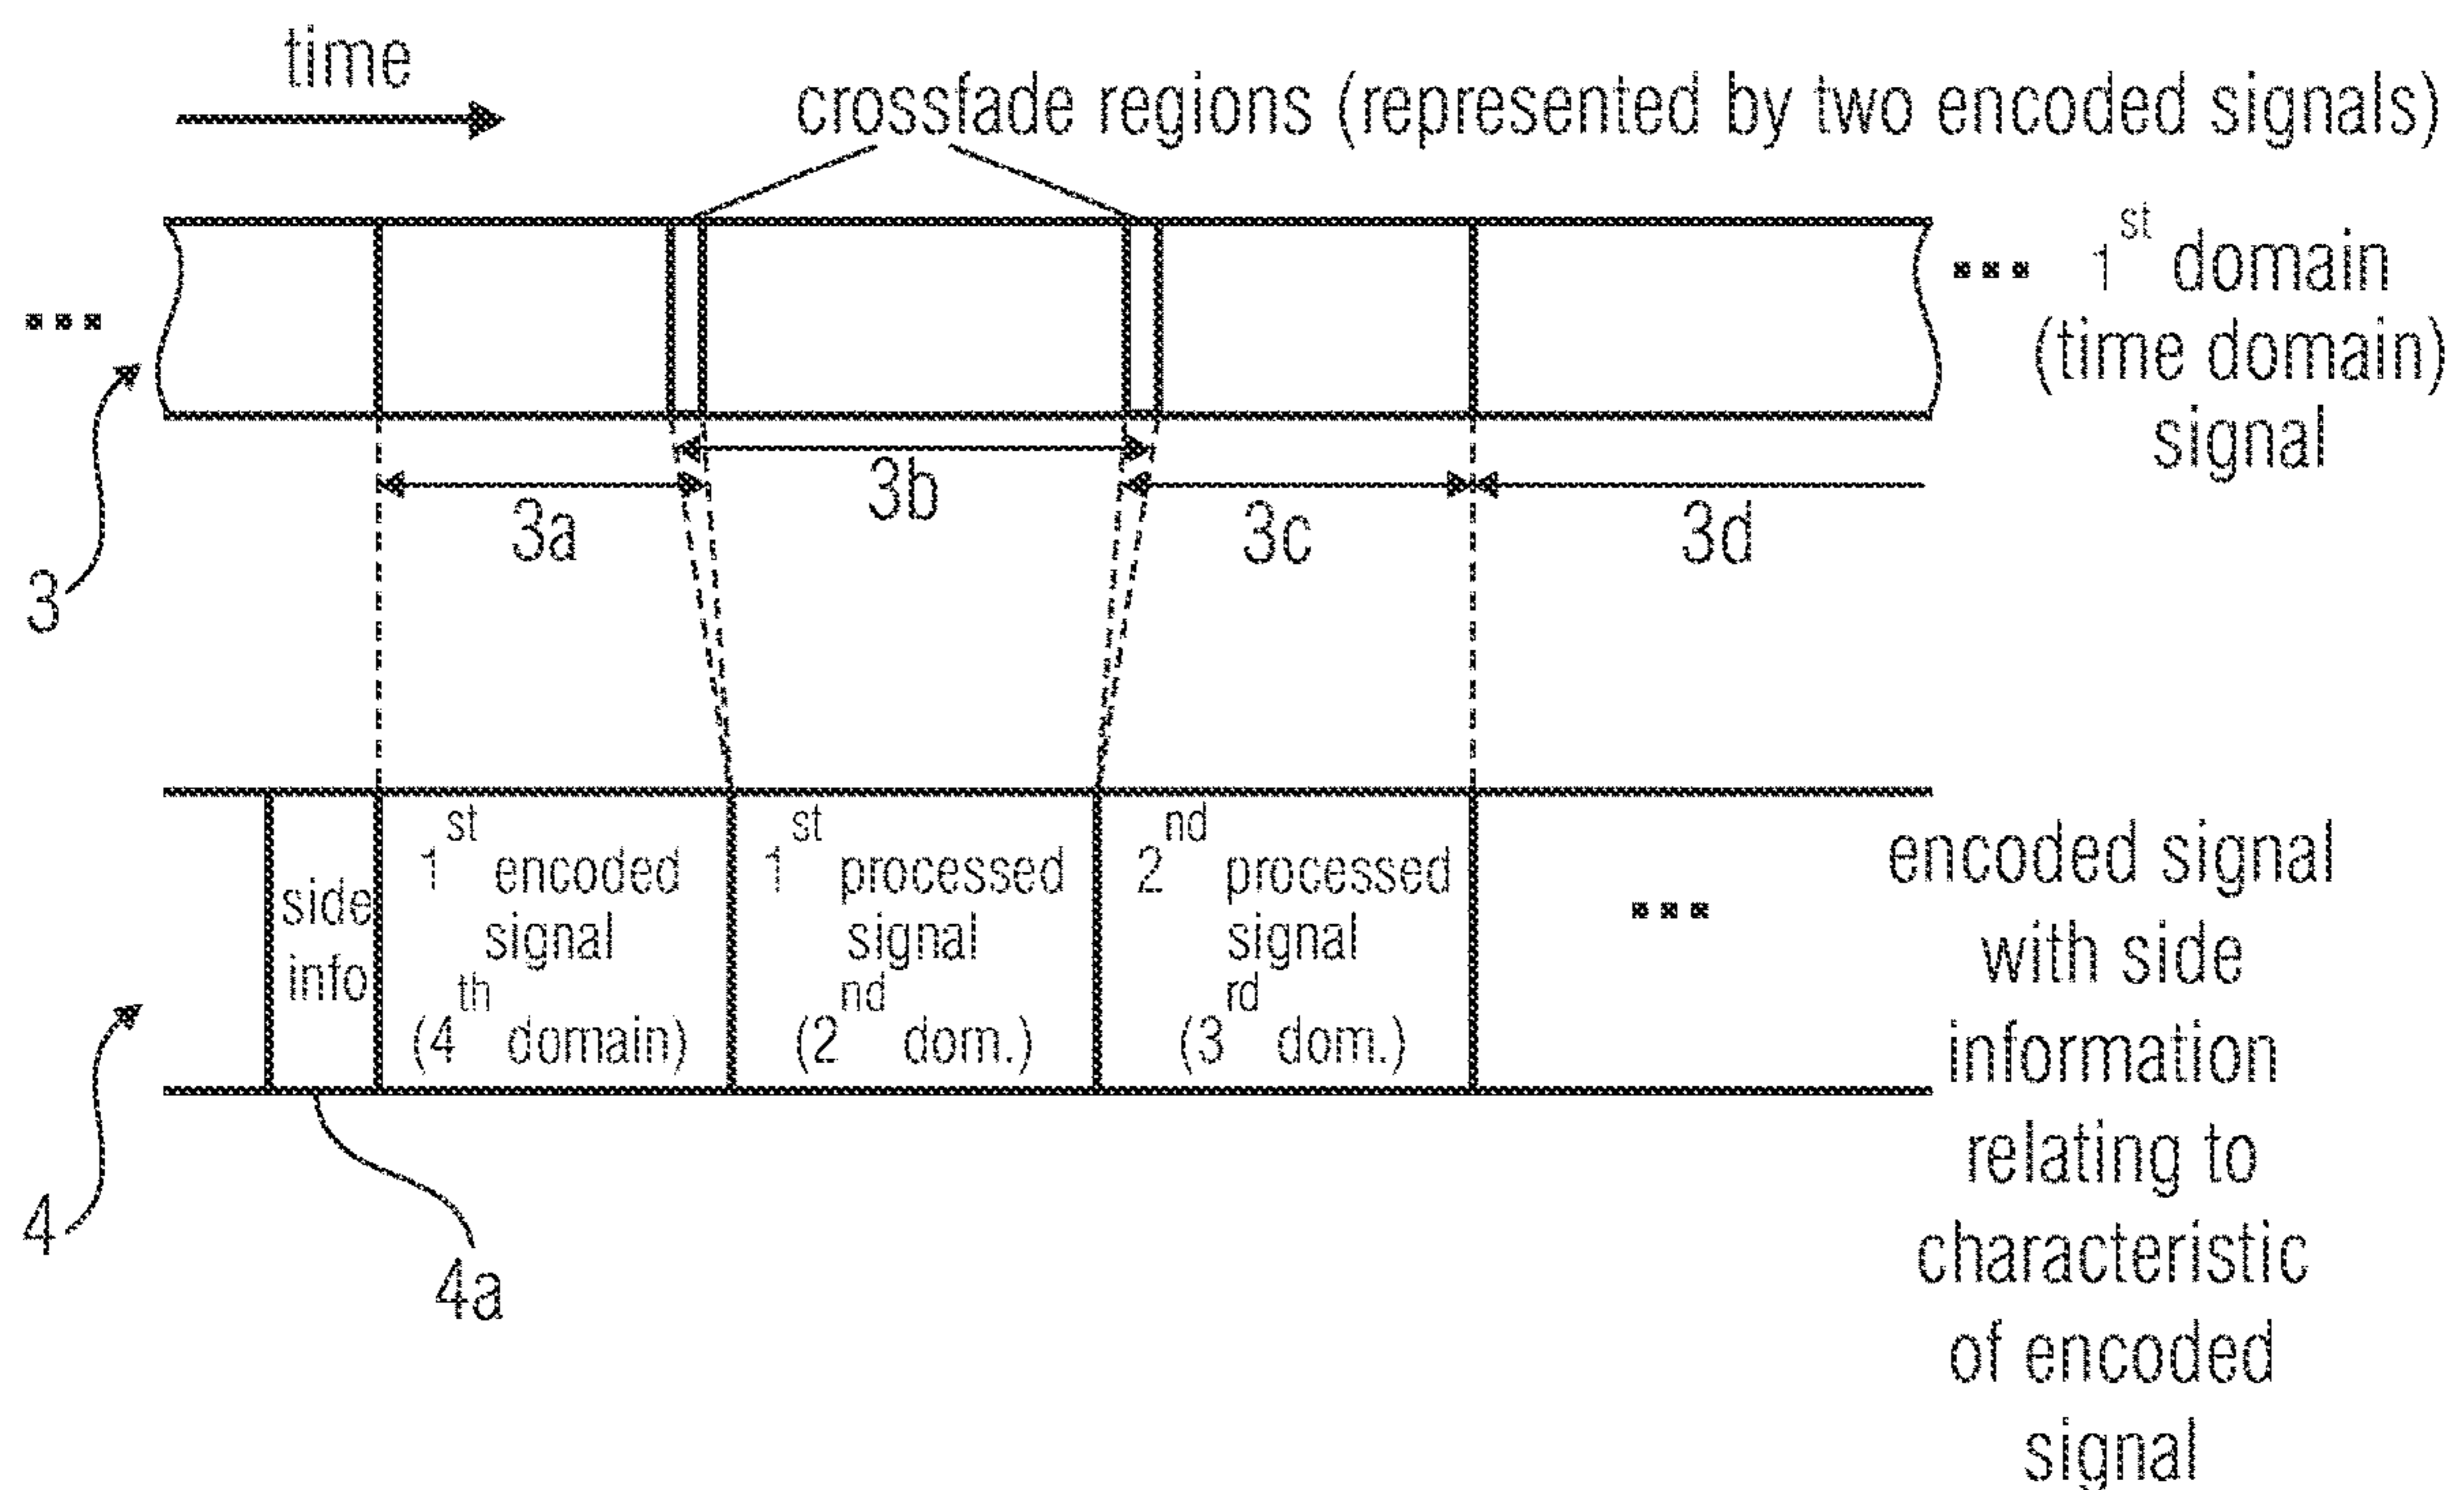 time
crossfade regions (represented by two encoded signals)
... 1st domain
(time domain)
signal
...
3a
3b
3c
3d
3
side
info
1st encoded
signal
(4th domain)
1st processed
signal
(2nd dom.)
2nd processed
signal
(3rd dom.)
...
encoded signal
with side
information
relating to
characteristic
of encoded
signal
4
4a